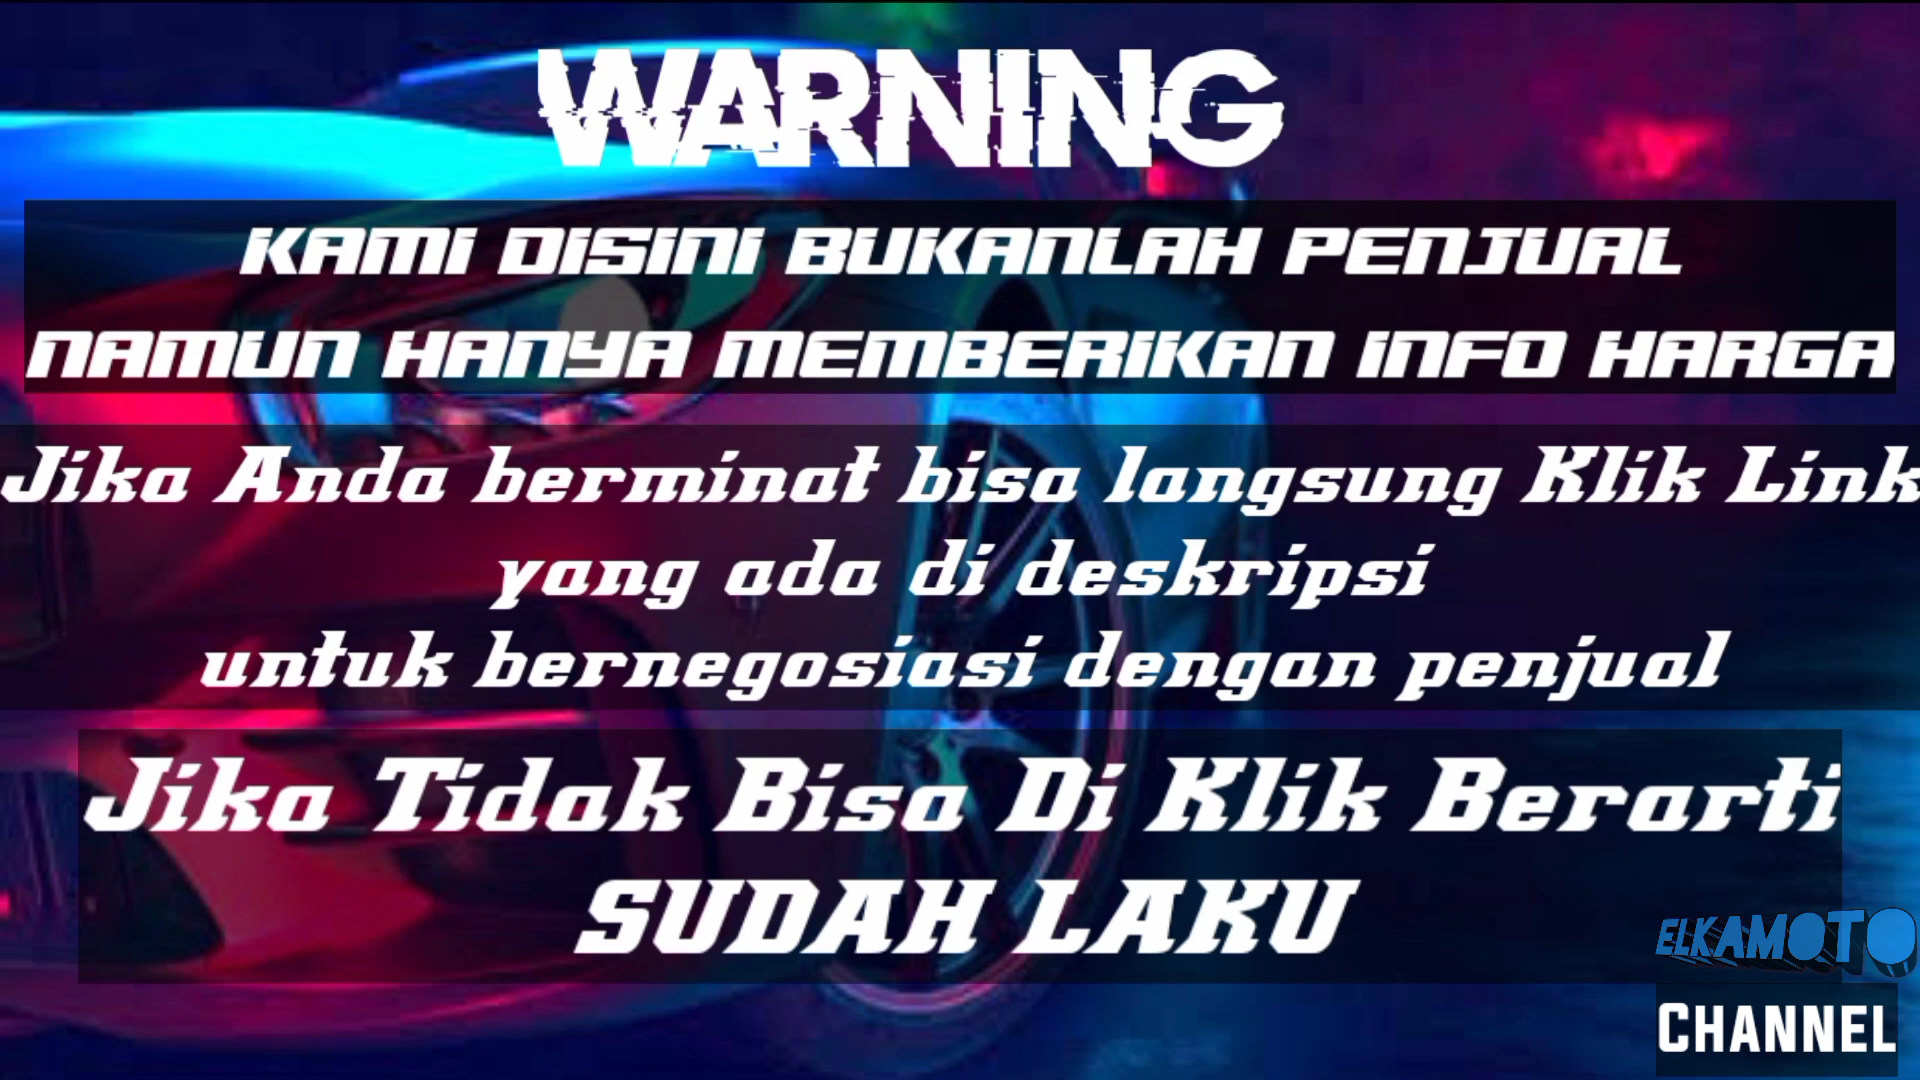 WARNING
KAMI DISINI BUKANLAH PENJUAL
NAMUN HANYA MEMBERIKAN INFO HARGA
Jika Anda berminat bisa langsung Klik Link
yang ada di deskripsi
untuk bernegosiasi dengan penjual
Jika Tidak Bisa Di Klik Berarti
SUDAH LAKU
ELKAMOTO
CHANNEL